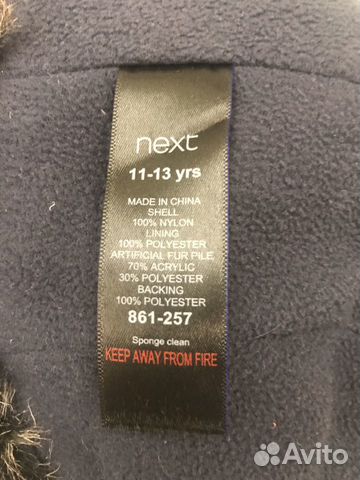 next
11-13 yrs
MADE IN CHINA
SHELL
100% NYLON
LINING
100% POLYESTER
ARTIFICIAL FUR PILE
70% ACRYLIC
30% POLYESTER
BACKING
100% POLYESTER
861-257
Sponge clean
KEEP AWAY FROM FIRE
Avito